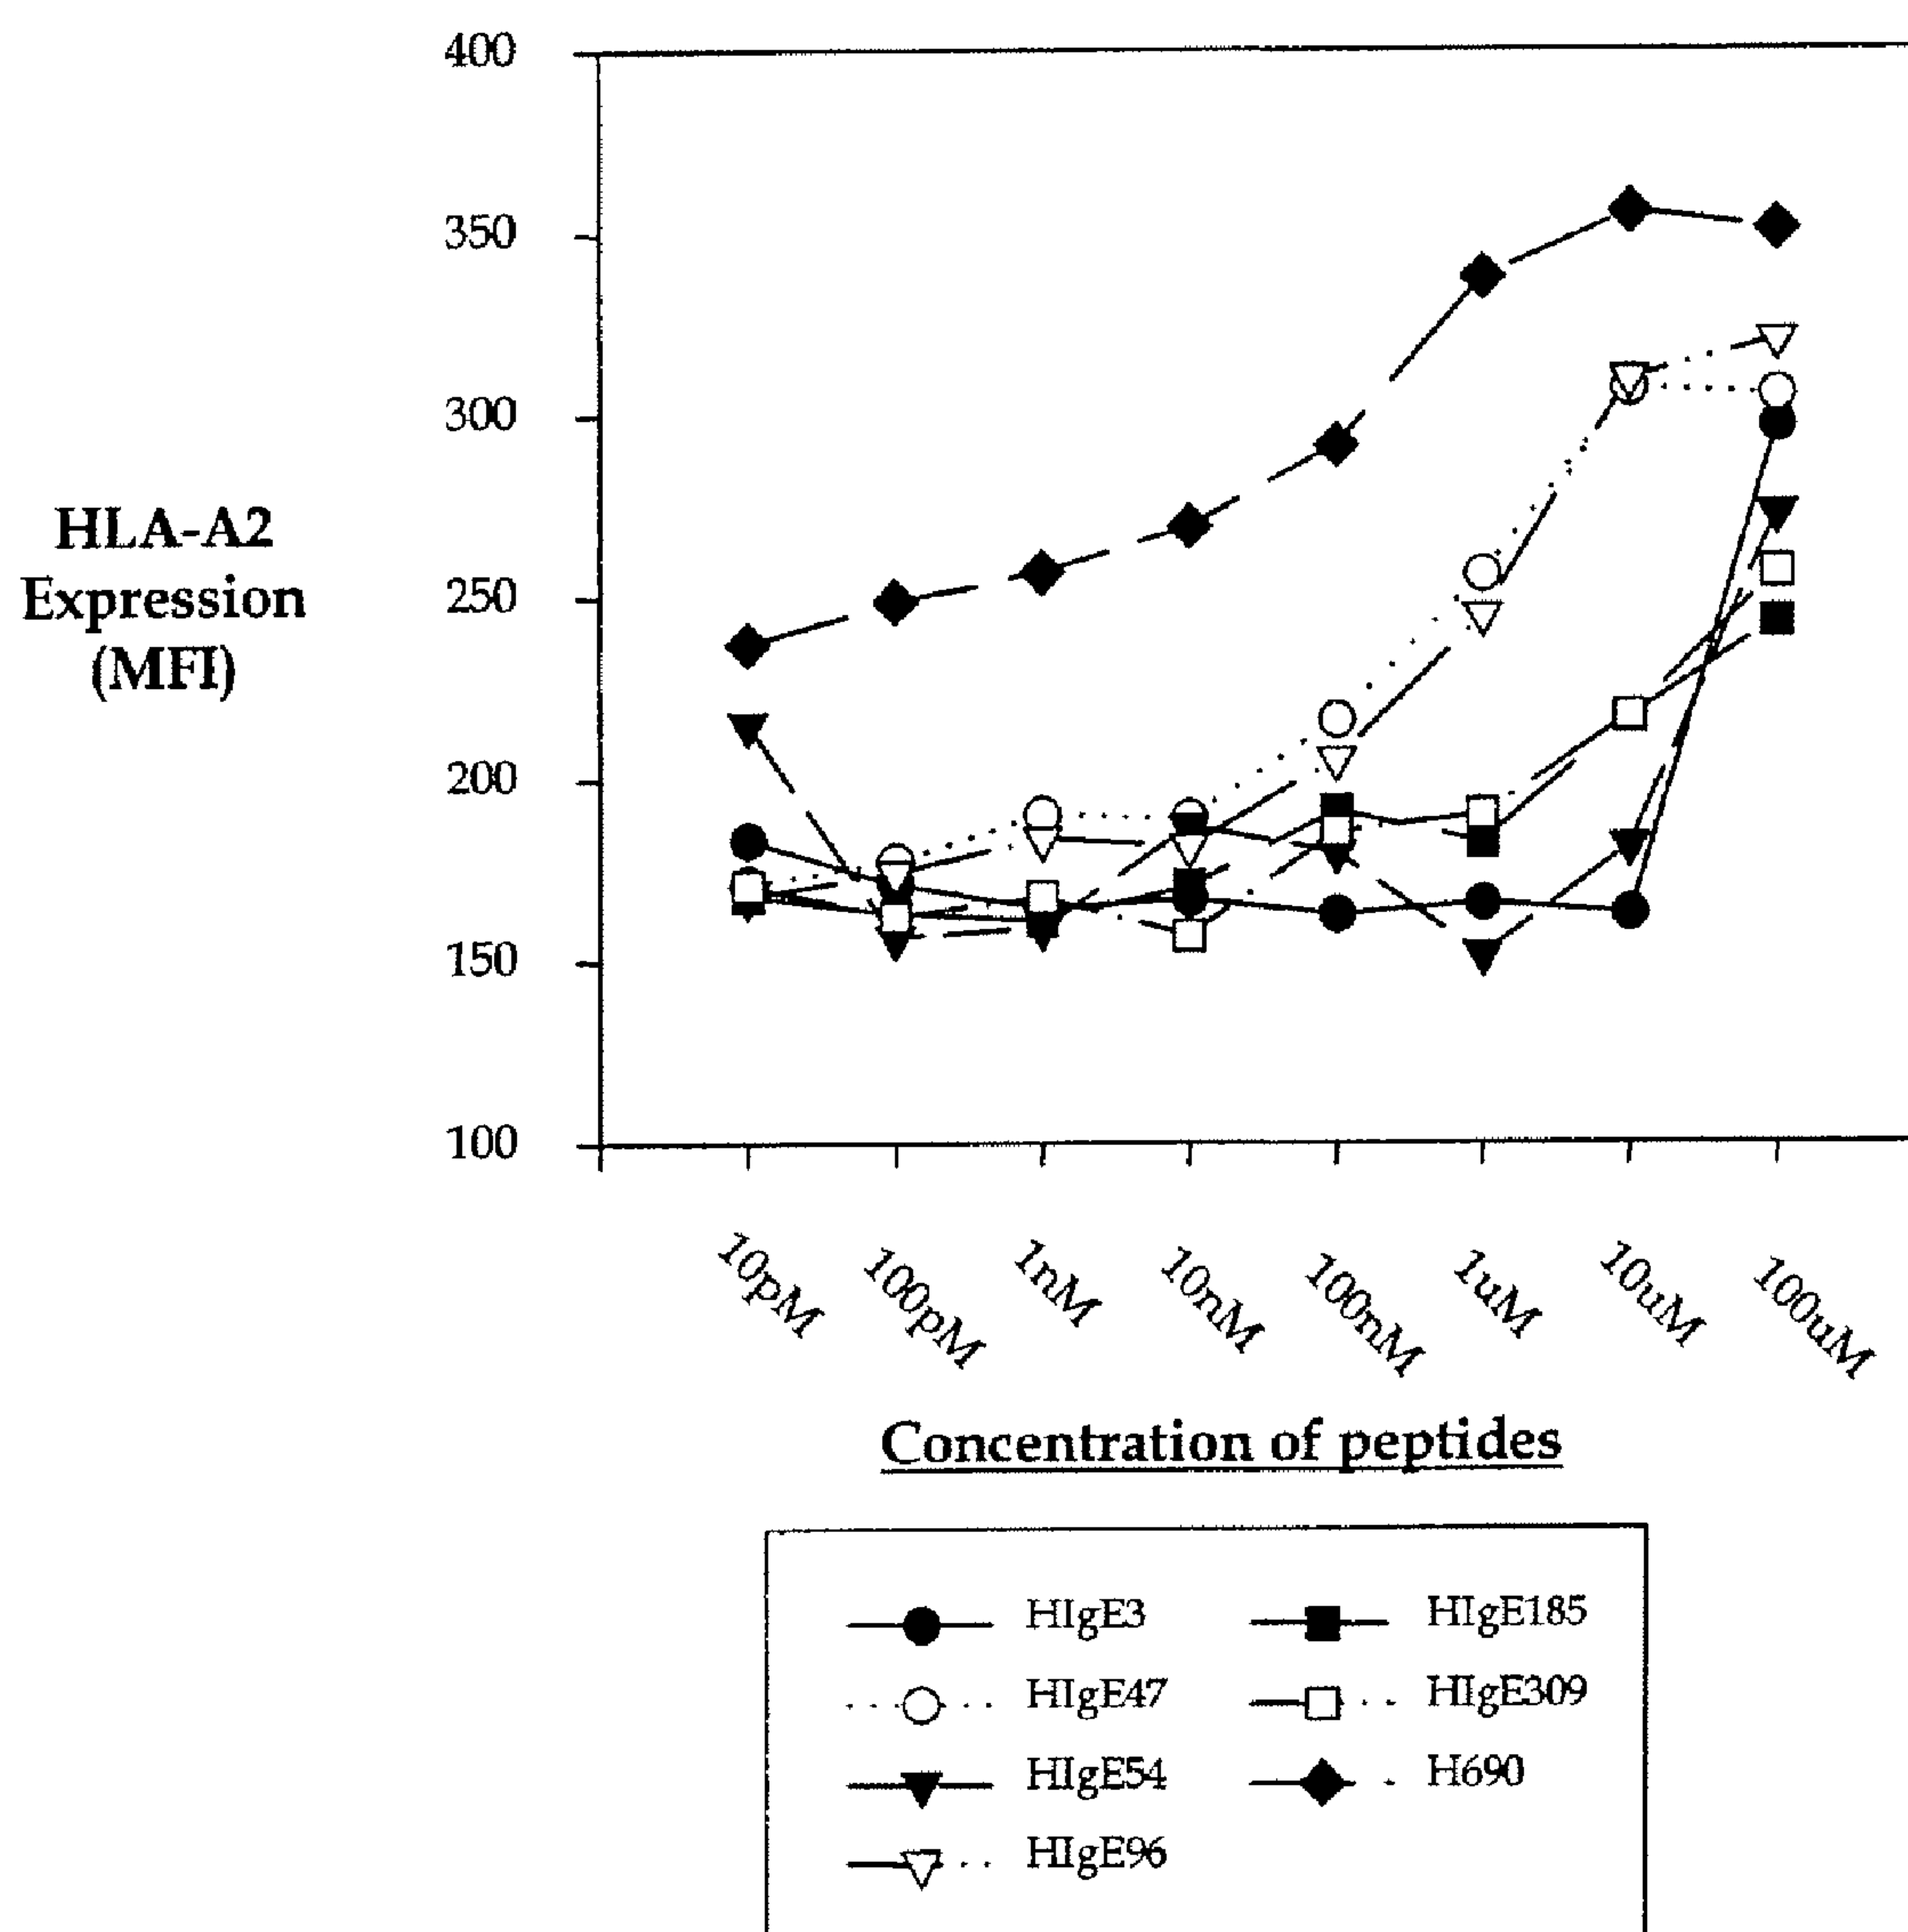 400
350
300
250
200
150
100
HLA-A2
Expression
(MFI)
10pM
100pM
1nM
10nM
100nM
1uM
10uM
100uM
Concentration of peptides
HIgE3
HIgE47
HIgE54
HIgE96
HIgE185
HIgE309
H690